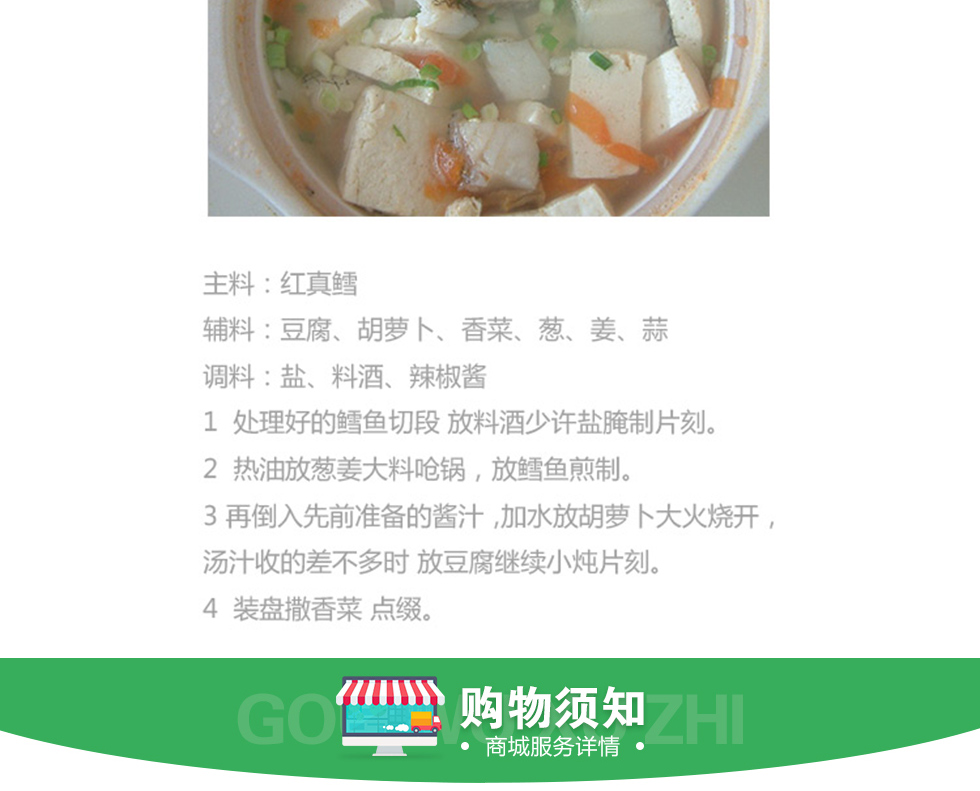 主料：红真鳕
辅料：豆腐、胡萝卜、香菜、葱、姜、蒜
调料：盐、料酒、辣椒酱
1 处理好的鳕鱼切段 放料酒少许盐腌制片刻。
2 热油放葱姜大料呛锅，放鳕鱼煎制。
3 再倒入先前准备的酱汁 ,加水放胡萝卜大火烧开，
汤汁收的差不多时 放豆腐继续小炖片刻。
4 装盘撒香菜 点缀。
购物须知
• 商城服务详情 •